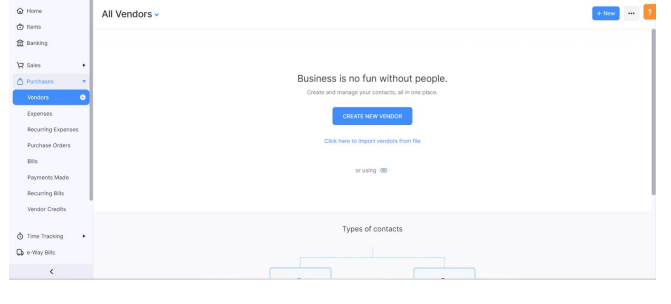 Home
Items
Banking
Sales
Purchases
Vendors
Expenses
Recurring Expenses
Purchase Orders
Bills
Payments Made
Recurring Bills
Vendor Credits
Time Tracking
e-Way Bills
All Vendors
+ New
?
Business is no fun without people.
Create and manage your contacts, all in one place.
CREATE NEW VENDOR
Click here to import vendors from file
or using
Types of contacts